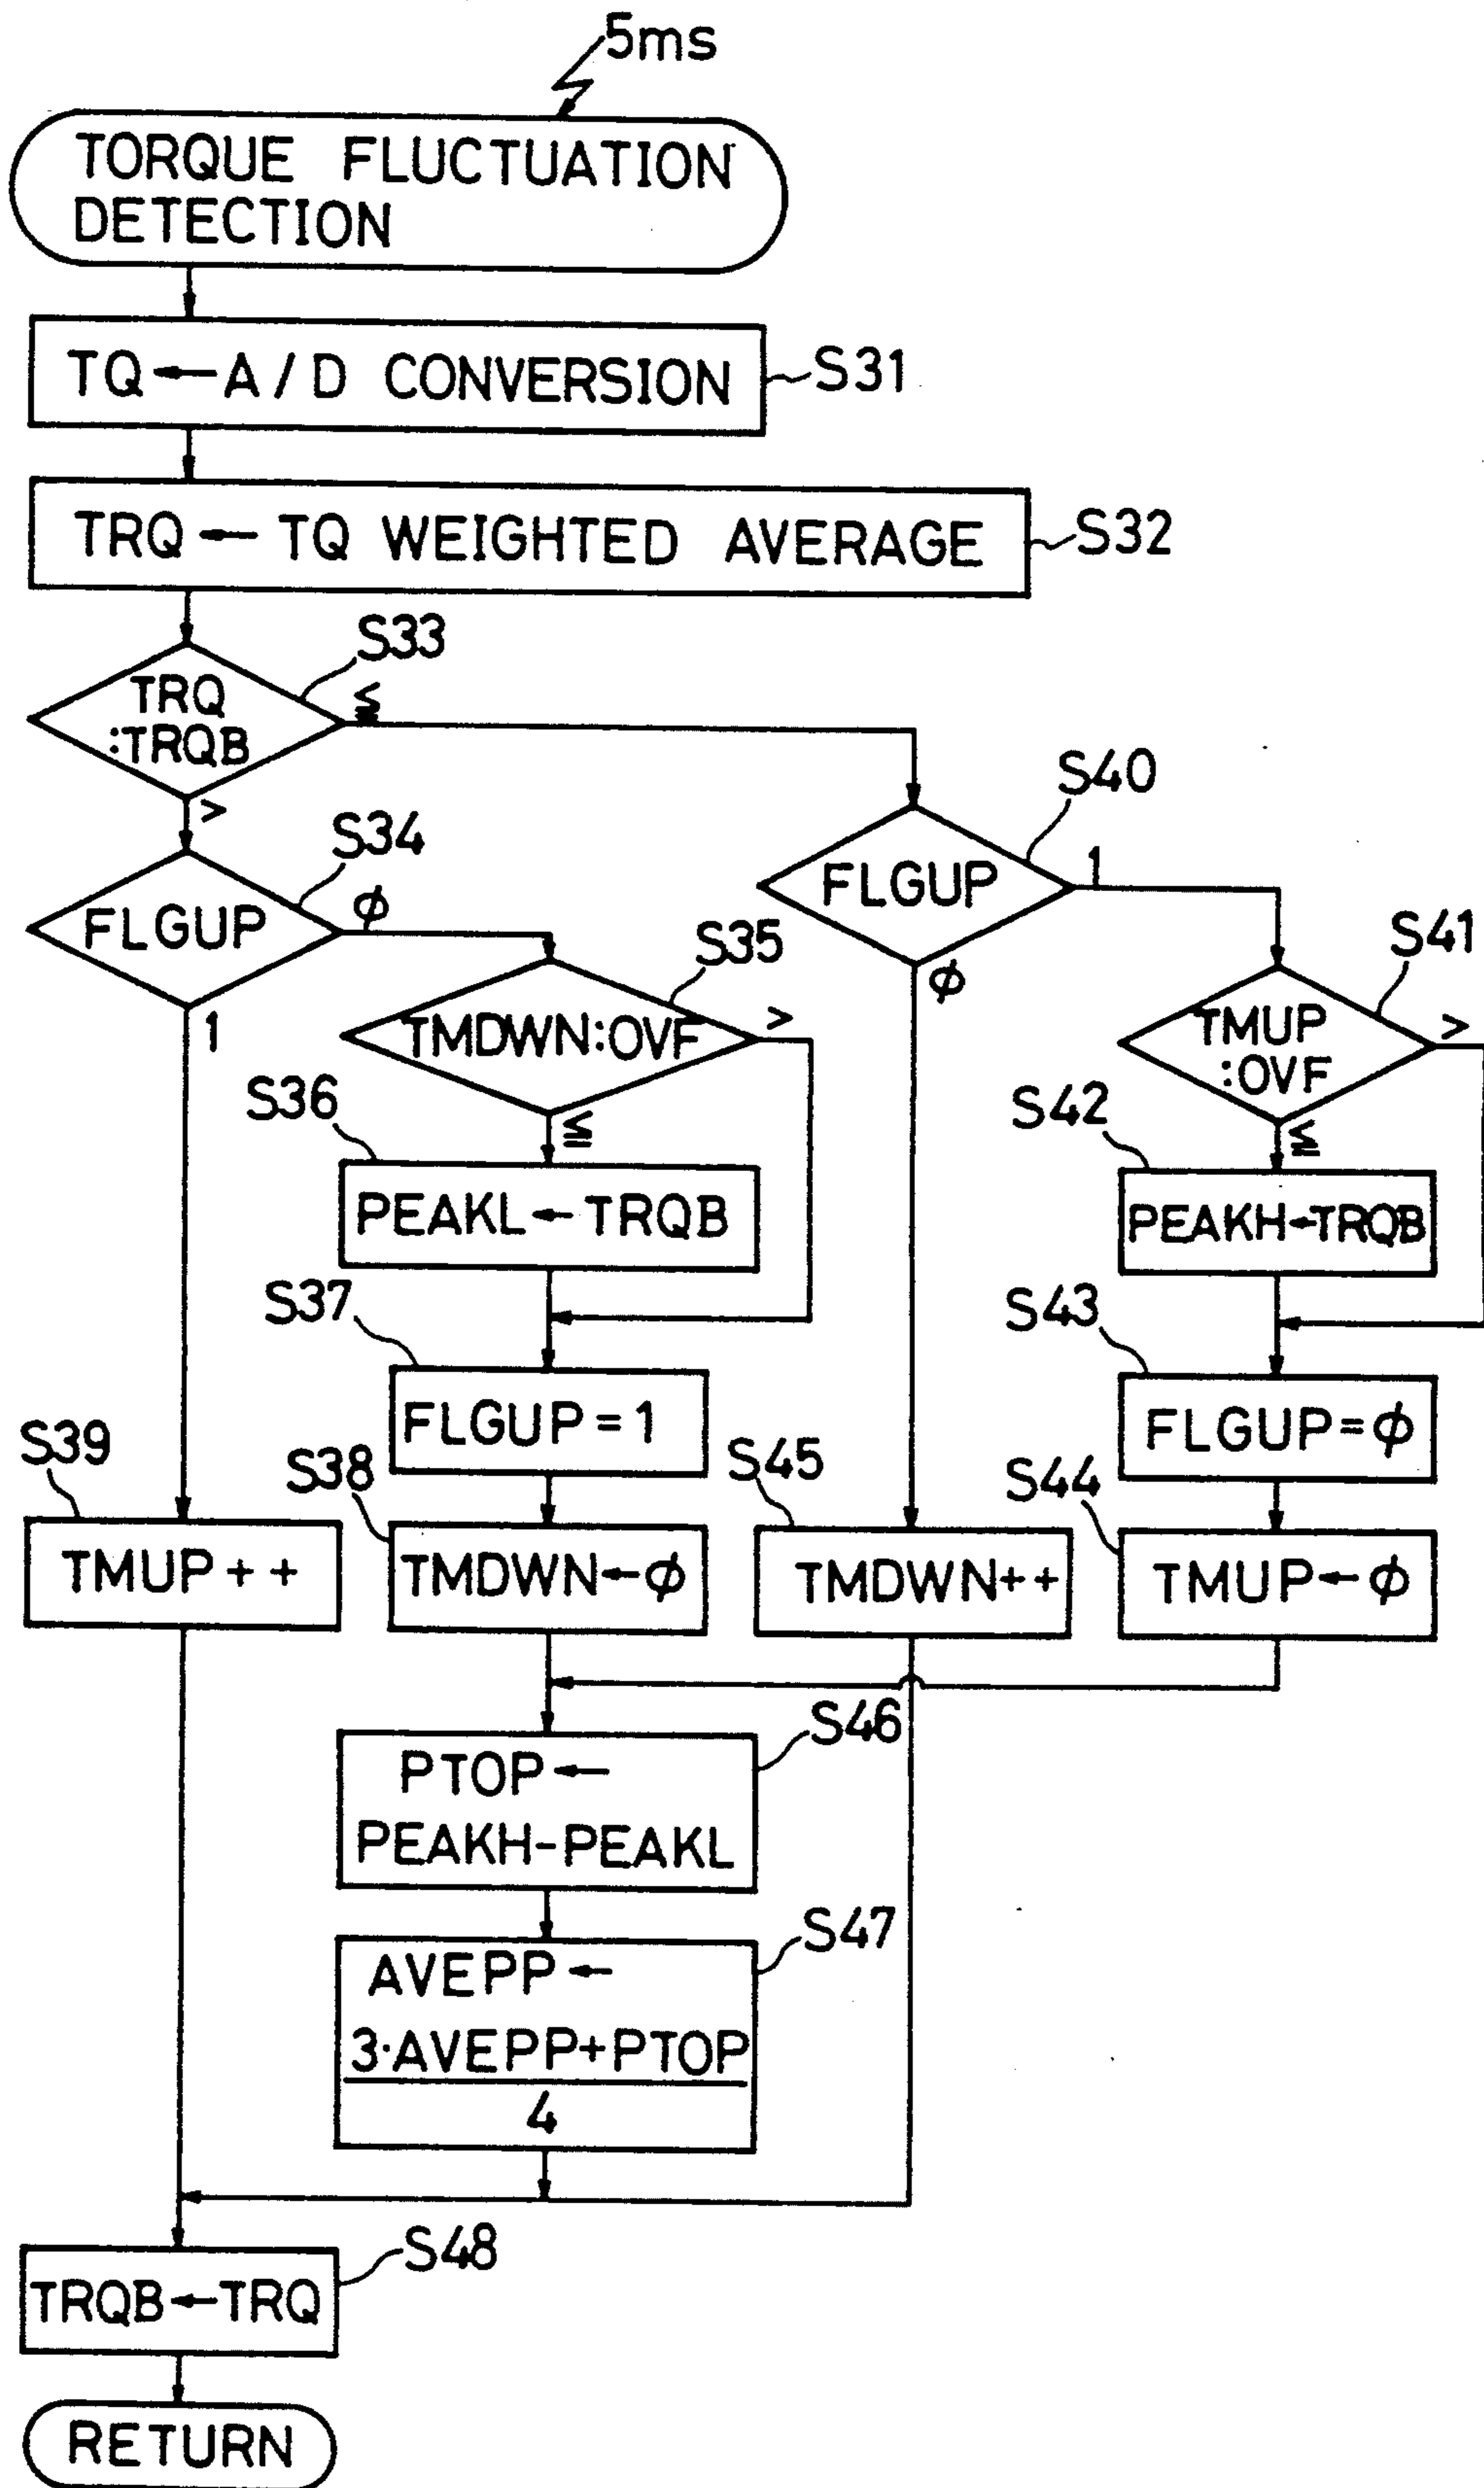 5ms
TORQUE FLUCTUATION
DETECTION
TQ←A/D CONVERSION
S31
TRQ←TQ WEIGHTED AVERAGE
S32
S33
TRQ
:TRQB
≦
>
S34
FLGUP
ϕ
1
S35
TMDWN:OVF
>
≦
S36
PEAKL←TRQB
S37
FLGUP=1
S38
TMDWN←ϕ
S39
TMUP++
S40
FLGUP
1
ϕ
S41
TMUP
:OVF
>
≦
S42
PEAKH←TRQB
S43
FLGUP=ϕ
S44
TMUP←ϕ
S45
TMDWN++
S46
PTOP←
PEAKH-PEAKL
S47
AVEPP←
3·AVEPP+PTOP
4
S48
TRQB←TRQ
RETURN